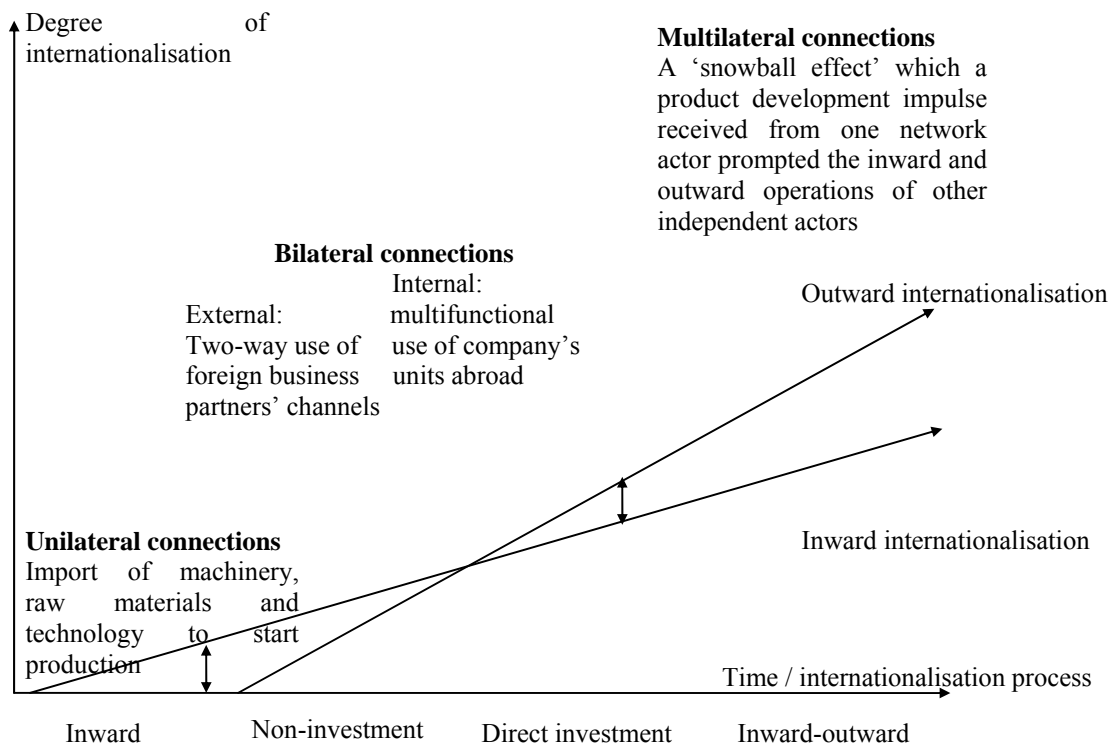 Degree of
internationalisation
Multilateral connections
A ‘snowball effect’ which a
product development impulse
received from one network
actor prompted the inward and
outward operations of other
independent actors
Bilateral connections
External:
Two-way use of
foreign business
partners’ channels
Internal:
multifunctional
use of company’s
units abroad
Outward internationalisation
Unilateral connections
Import of machinery,
raw materials and
technology to start
production
Inward internationalisation
Time / internationalisation process
Inward
Non-investment
Direct investment
Inward-outward